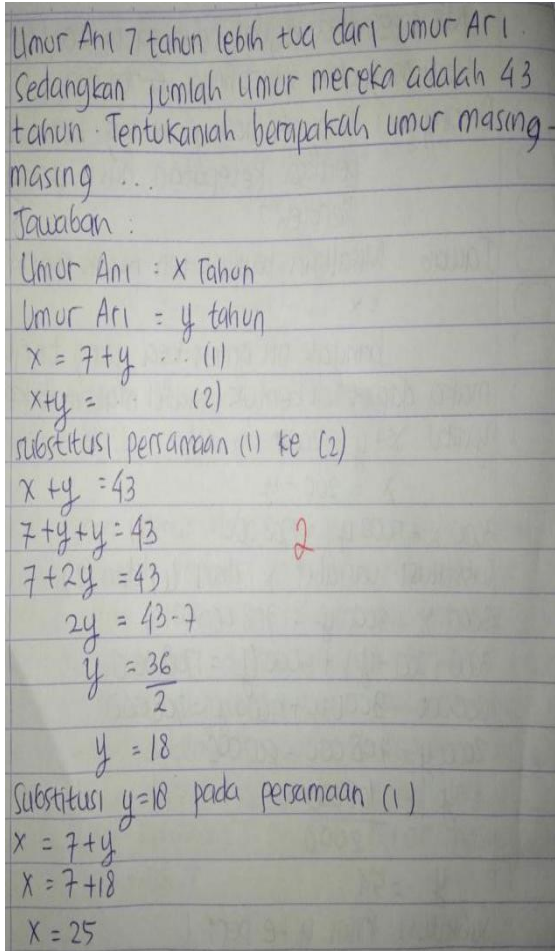 Umur Ani 7 tahun lebih tua dari umur Ari.
Sedangkan jumlah umur mereka adalah 43
tahun. Tentukanlah berapakah umur masing-
masing ...
Jawaban :
Umur Ani : x Tahun
Umur Ari = y tahun
x = 7+y ... (1)
x+y = (2)
substitusi persamaan (1) ke (2)
x + y = 43
7+y+y = 43
2
7+2y = 43
2y = 43-7
y = 36/2
y = 18
Substitusi y=18 pada persamaan (1)
x = 7+y
x = 7+18
x = 25